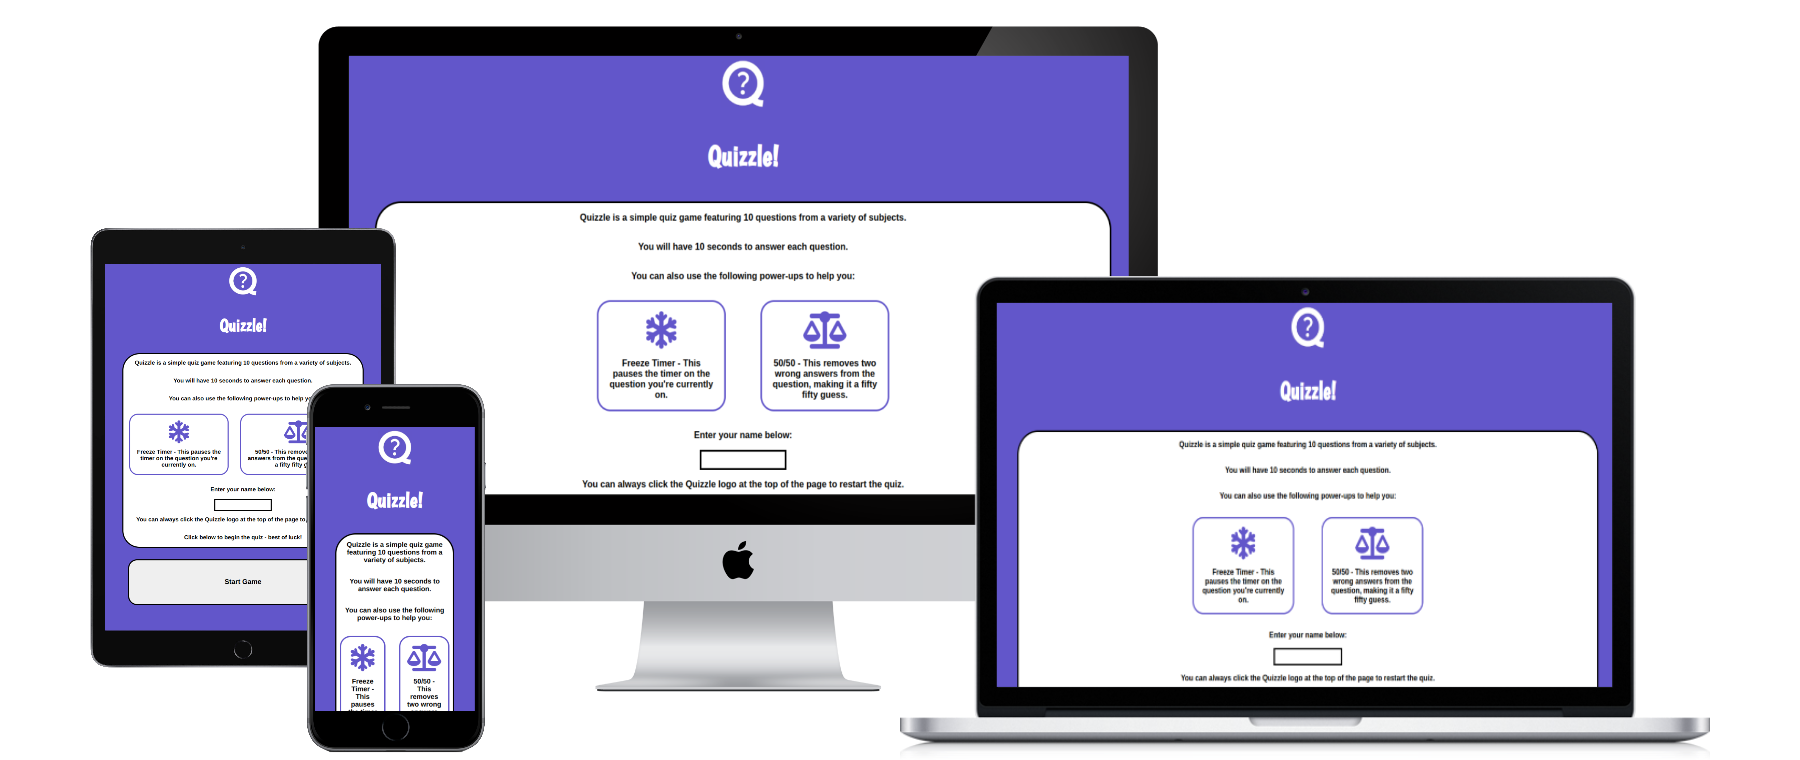 ?
Quizzle!
Quizzle is a simple quiz game featuring 10 questions from a variety of subjects.
You will have 10 seconds to answer each question.
You can also use the following power-ups to help you:
Freeze Timer - This
pauses the timer on the
question you're currently
on.
50/50 - This removes two
wrong answers from the
question, making it a fifty
fifty guess.
Enter your name below:
You can always click the Quizzle logo at the top of the page to restart the quiz.
?
Quizzle!
Quizzle is a simple quiz game featuring 10 questions from a variety of subjects.
You will have 10 seconds to answer each question.
You can also use the following power-ups to help
Freeze Timer - This pauses the
timer on the question you're
currently on.
50/50 - This
answers from the
a fifty fifty
Enter your name below:
You can always click the Quizzle logo at the top of the page to
Click below to begin the quiz - best of luck!
Start Game
?
Quizzle!
Quizzle is a simple quiz game
featuring 10 questions from a
variety of subjects.
You will have 10 seconds to
answer each question.
You can also use the following
power-ups to help you:
Freeze
Timer -
This
pauses
50/50 -
This
removes
two wrong
?
Quizzle!
Quizzle is a simple quiz game featuring 10 questions from a variety of subjects.
You will have 10 seconds to answer each question.
You can also use the following power-ups to help you:
Freeze Timer - This
pauses the timer on the
question you're currently
on.
50/50 - This removes two
wrong answers from the
question, making it a fifty
fifty guess.
Enter your name below:
You can always click the Quizzle logo at the top of the page to restart the quiz.